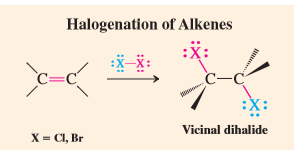 Halogenation of Alkenes
C=C
:Ẍ—Ẍ:
:Ẍ:
C—C
:Ẍ:
X = Cl, Br
Vicinal dihalide